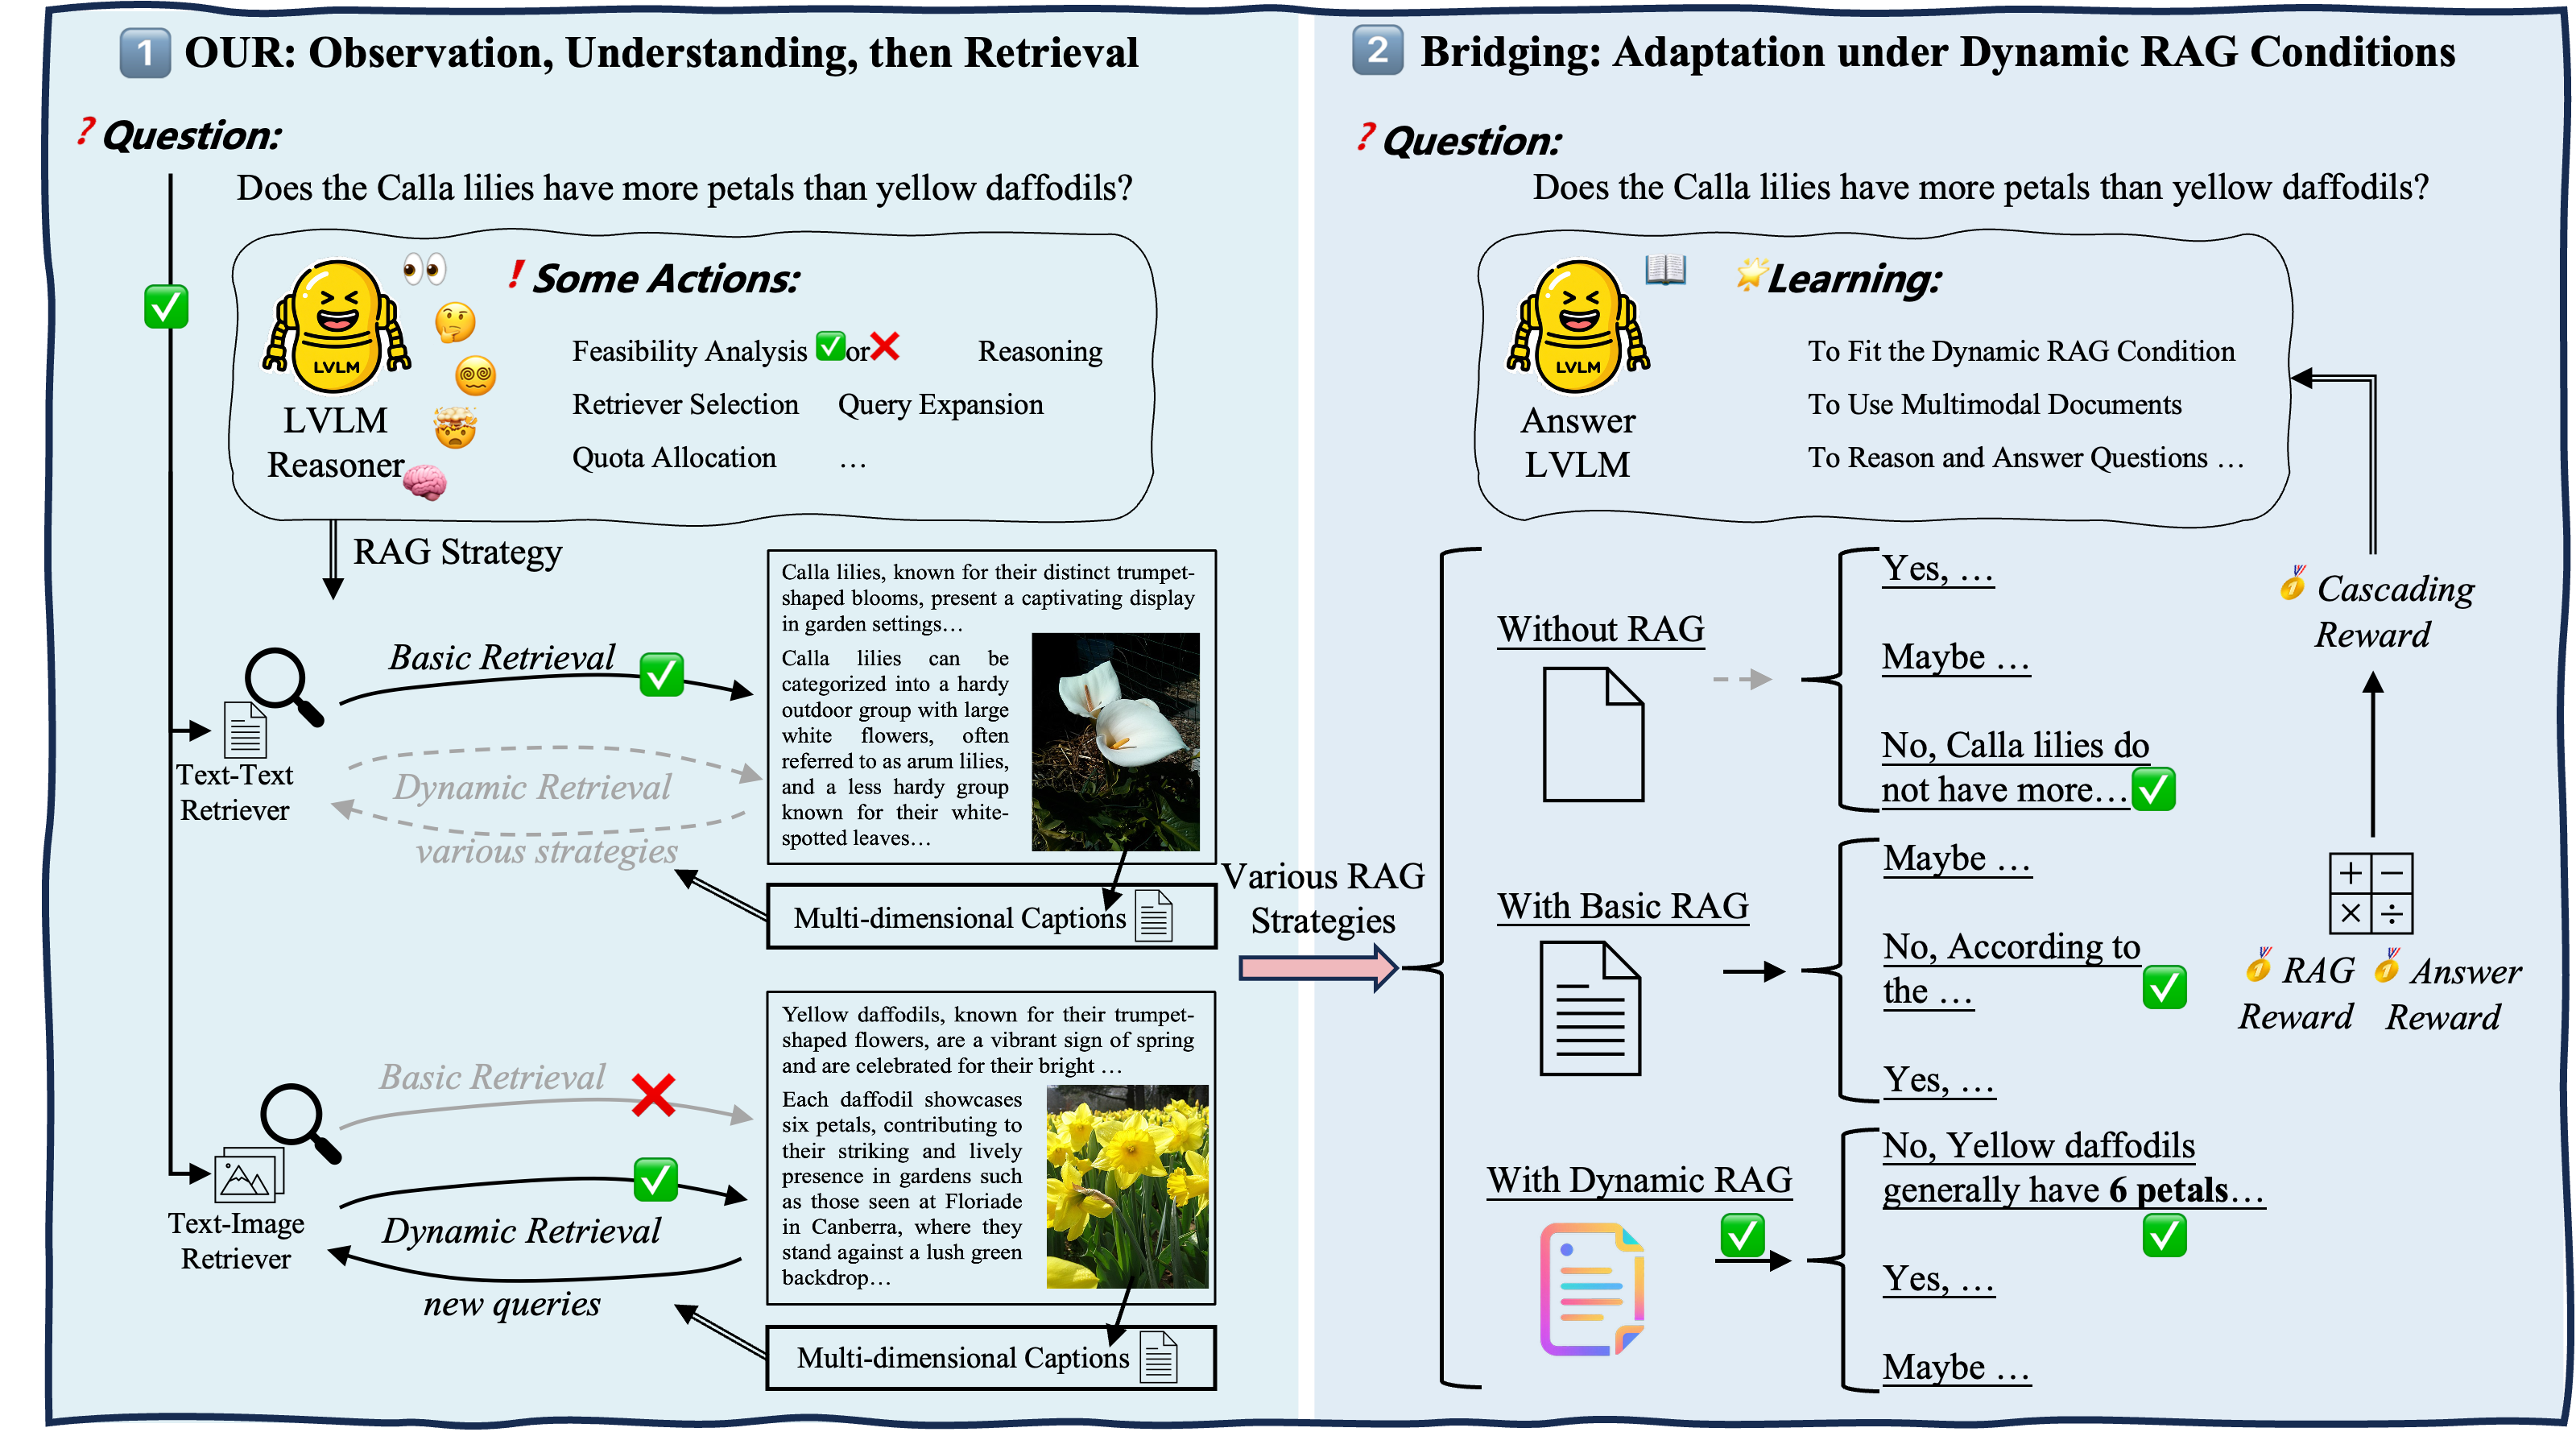 1 OUR: Observation, Understanding, then Retrieval
? Question:
Does the Calla lilies have more petals than yellow daffodils?
LVLM
LVLM
Reasoner
! Some Actions:
Feasibility Analysis ✅or❌ Reasoning
Retriever Selection Query Expansion
Quota Allocation …
RAG Strategy
Text-Text
Retriever
Basic Retrieval
Dynamic Retrieval
various strategies
Calla lilies, known for their distinct trumpet-
shaped blooms, present a captivating display
in garden settings…
Calla lilies can be
categorized into a hardy
outdoor group with large
white flowers, often
referred to as arum lilies,
and a less hardy group
known for their white-
spotted leaves…
Multi-dimensional Captions
Text-Image
Retriever
Basic Retrieval
Dynamic Retrieval
new queries
Yellow daffodils, known for their trumpet-
shaped flowers, are a vibrant sign of spring
and are celebrated for their bright …
Each daffodil showcases
six petals, contributing to
their striking and lively
presence in gardens such
as those seen at Floriade
in Canberra, where they
stand against a lush green
backdrop…
Multi-dimensional Captions
Various RAG
Strategies
2 Bridging: Adaptation under Dynamic RAG Conditions
? Question:
Does the Calla lilies have more petals than yellow daffodils?
LVLM
Answer
LVLM
Learning:
To Fit the Dynamic RAG Condition
To Use Multimodal Documents
To Reason and Answer Questions …
Without RAG
Yes, …
Maybe …
No, Calla lilies do
not have more…
With Basic RAG
Maybe …
No, According to
the …
Yes, …
With Dynamic RAG
No, Yellow daffodils
generally have 6 petals…
Yes, …
Maybe …
Cascading
Reward
+ −
× ÷
RAG
Reward
Answer
Reward